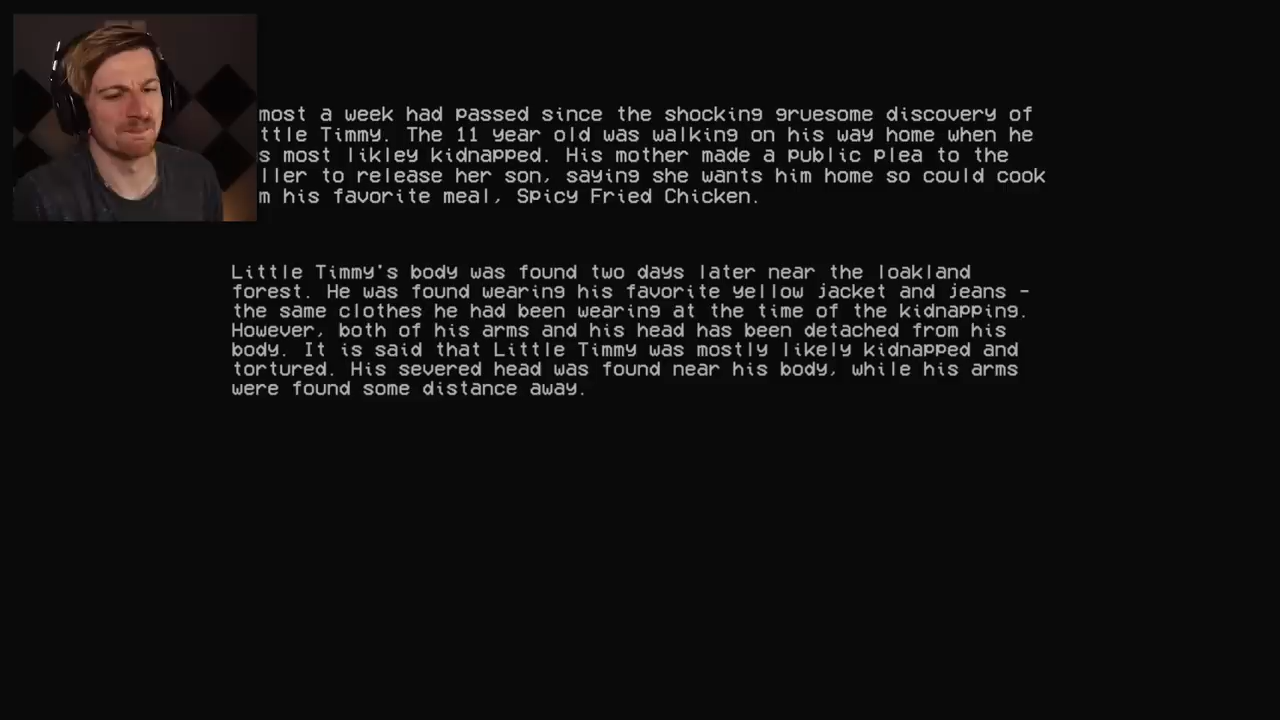 most a week had passed since the shocking gruesome discovery of
ttle Timmy. The 11 year old was walking on his way home when he
s most likley kidnapped. His mother made a public plea to the
ller to release her son, saying she wants him home so could cook
m his favorite meal, Spicy Fried Chicken.
Little Timmy's body was found two days later near the loakland
forest. He was found wearing his favorite yellow jacket and jeans -
the same clothes he had been wearing at the time of the kidnapping.
However, both of his arms and his head has been detached from his
body. It is said that Little Timmy was mostly likely kidnapped and
tortured. His severed head was found near his body, while his arms
were found some distance away.